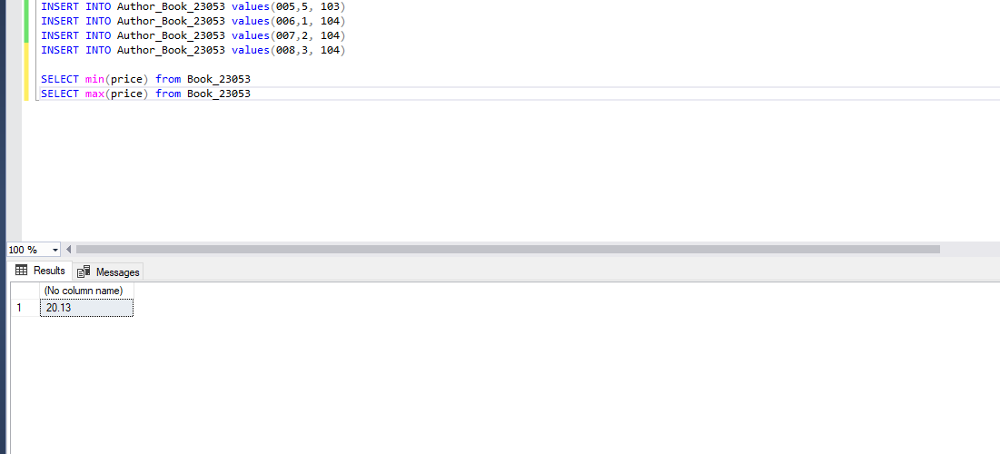 INSERT INTO Author_Book_23053 values(005,5, 103)
INSERT INTO Author_Book_23053 values(006,1, 104)
INSERT INTO Author_Book_23053 values(007,2, 104)
INSERT INTO Author_Book_23053 values(008,3, 104)
SELECT min(price) from Book_23053
SELECT max(price) from Book_23053
100 %
Results Messages
(No column name)
1 20.13